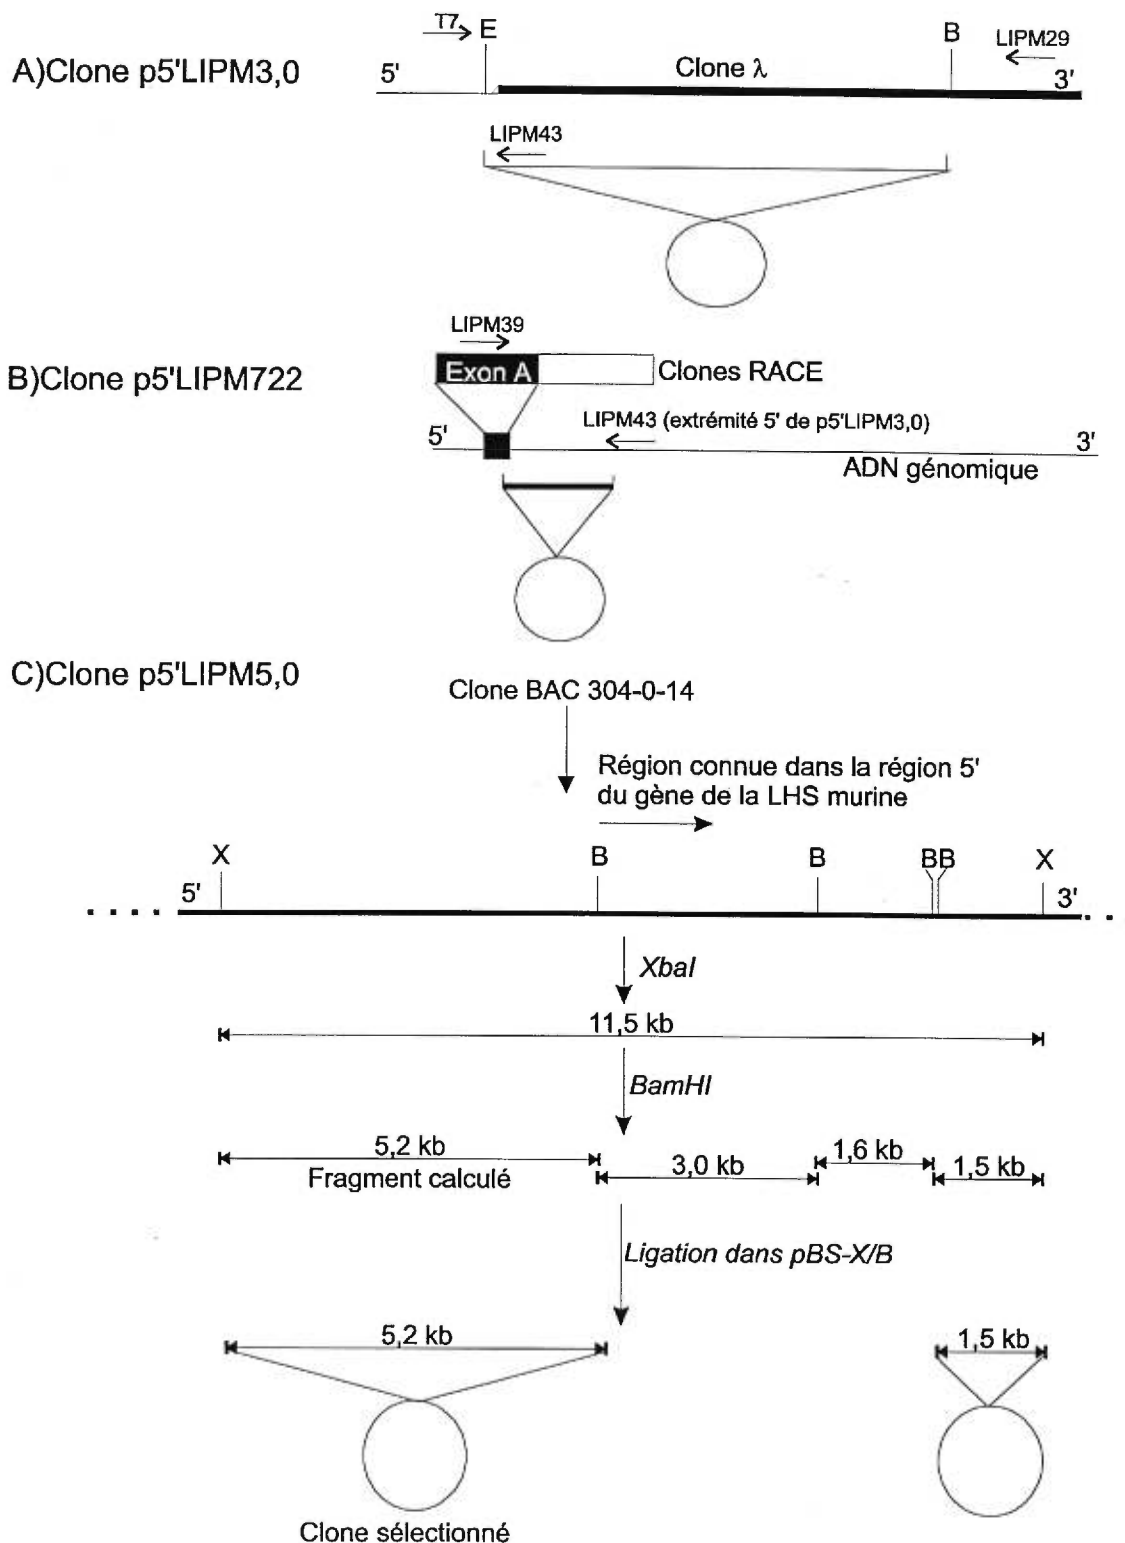 T7
E
B
LIPM29
A)Clone p5'LIPM3,0
5'
Clone λ
3'
LIPM43
LIPM39
B)Clone p5'LIPM722
Exon A
Clones RACE
LIPM43 (extrémité 5' de p5'LIPM3,0)
5'
3'
ADN génomique
C)Clone p5'LIPM5,0
Clone BAC 304-0-14
Région connue dans la région 5'
du gène de la LHS murine
X
B
B
BB
X
5'
3'
XbaI
11,5 kb
BamHI
5,2 kb
3,0 kb
1,6 kb
1,5 kb
Fragment calculé
Ligation dans pBS-X/B
5,2 kb
1,5 kb
Clone sélectionné